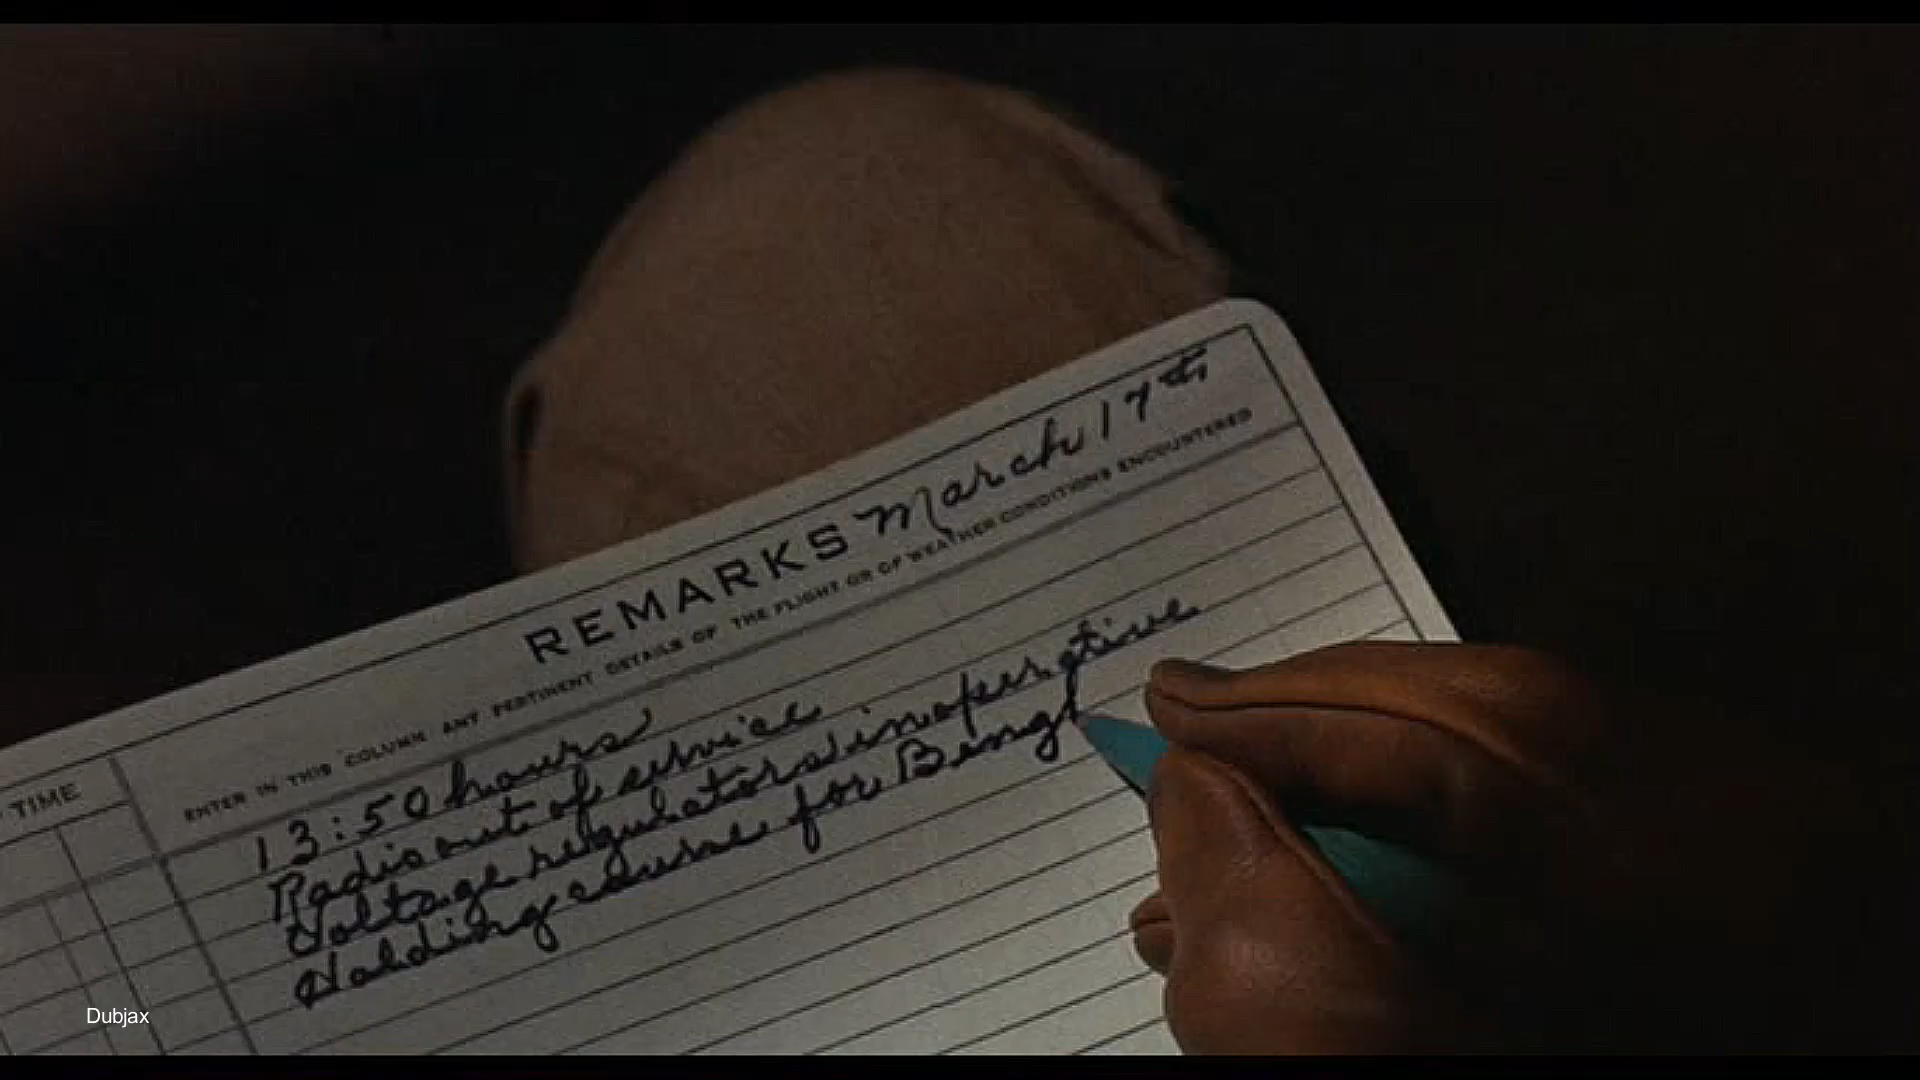 REMARKS March 17th
ENTER IN THIS COLUMN ANY PERTINENT DETAILS OF THE FLIGHT OR OF WEATHER CONDITIONS ENCOUNTERED
TIME
13:50 hours
Radio out of service
Voltage regulators inoperative
Holding course for Beng
Dubjax